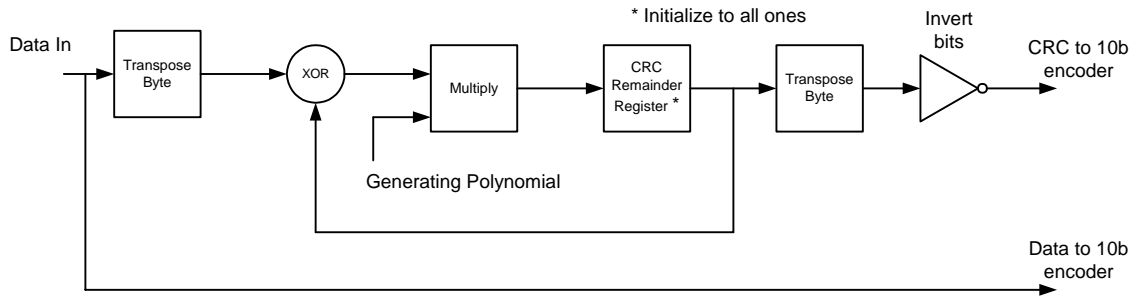 * Initialize to all ones
Invert
bits
Data In
CRC to 10b
encoder
Transpose
Byte
XOR
Multiply
CRC
Remainder
Register *
Transpose
Byte
Generating Polynomial
Data to 10b
encoder